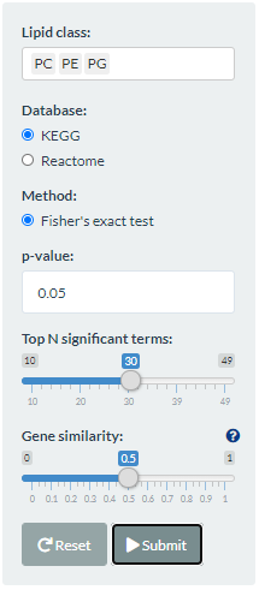 Lipid class:
PC PE PG
Database:
KEGG
Reactome
Method:
Fisher's exact test
p-value:
0.05
Top N significant terms:
10 30 49
10 20 30 39 49
Gene similarity:
?
0 0.5 1
0 0.1 0.2 0.3 0.4 0.5 0.6 0.7 0.8 0.9 1
Reset Submit